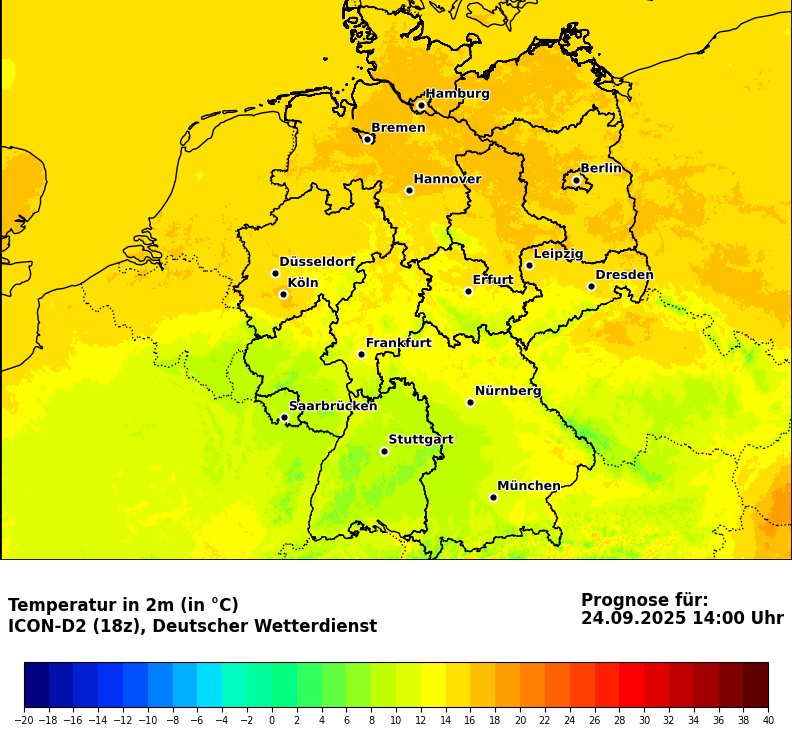 Hamburg
Bremen
Berlin
Hannover
Leipzig
Düsseldorf
Dresden
Köln
Erfurt
Frankfurt
Nürnberg
Saarbrücken
Stuttgart
München
Temperatur in 2m (in °C)
ICON-D2 (18z), Deutscher Wetterdienst
Prognose für:
24.09.2025 14:00 Uhr
−20 −18 −16 −14 −12 −10 −8 −6 −4 −2 0 2 4 6 8 10 12 14 16 18 20 22 24 26 28 30 32 34 36 38 40